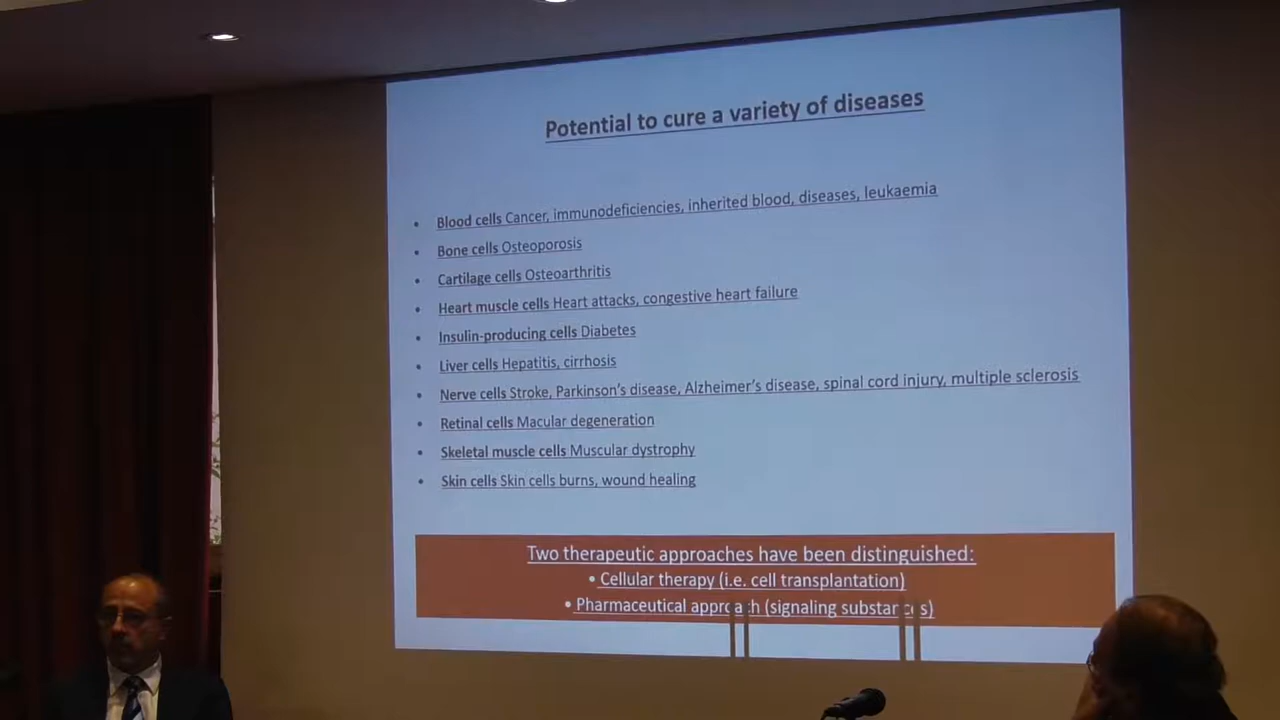 Potential to cure a variety of diseases
• Blood cells Cancer, immunodeficiencies, inherited blood, diseases, leukaemia
• Bone cells Osteoporosis
• Cartilage cells Osteoarthritis
• Heart muscle cells Heart attacks, congestive heart failure
• Insulin-producing cells Diabetes
• Liver cells Hepatitis, cirrhosis
• Nerve cells Stroke, Parkinson's disease, Alzheimer's disease, spinal cord injury, multiple sclerosis
• Retinal cells Macular degeneration
• Skeletal muscle cells Muscular dystrophy
• Skin cells Skin cells burns, wound healing
Two therapeutic approaches have been distinguished:
• Cellular therapy (i.e. cell transplantation)
• Pharmaceutical approach (signaling substances)